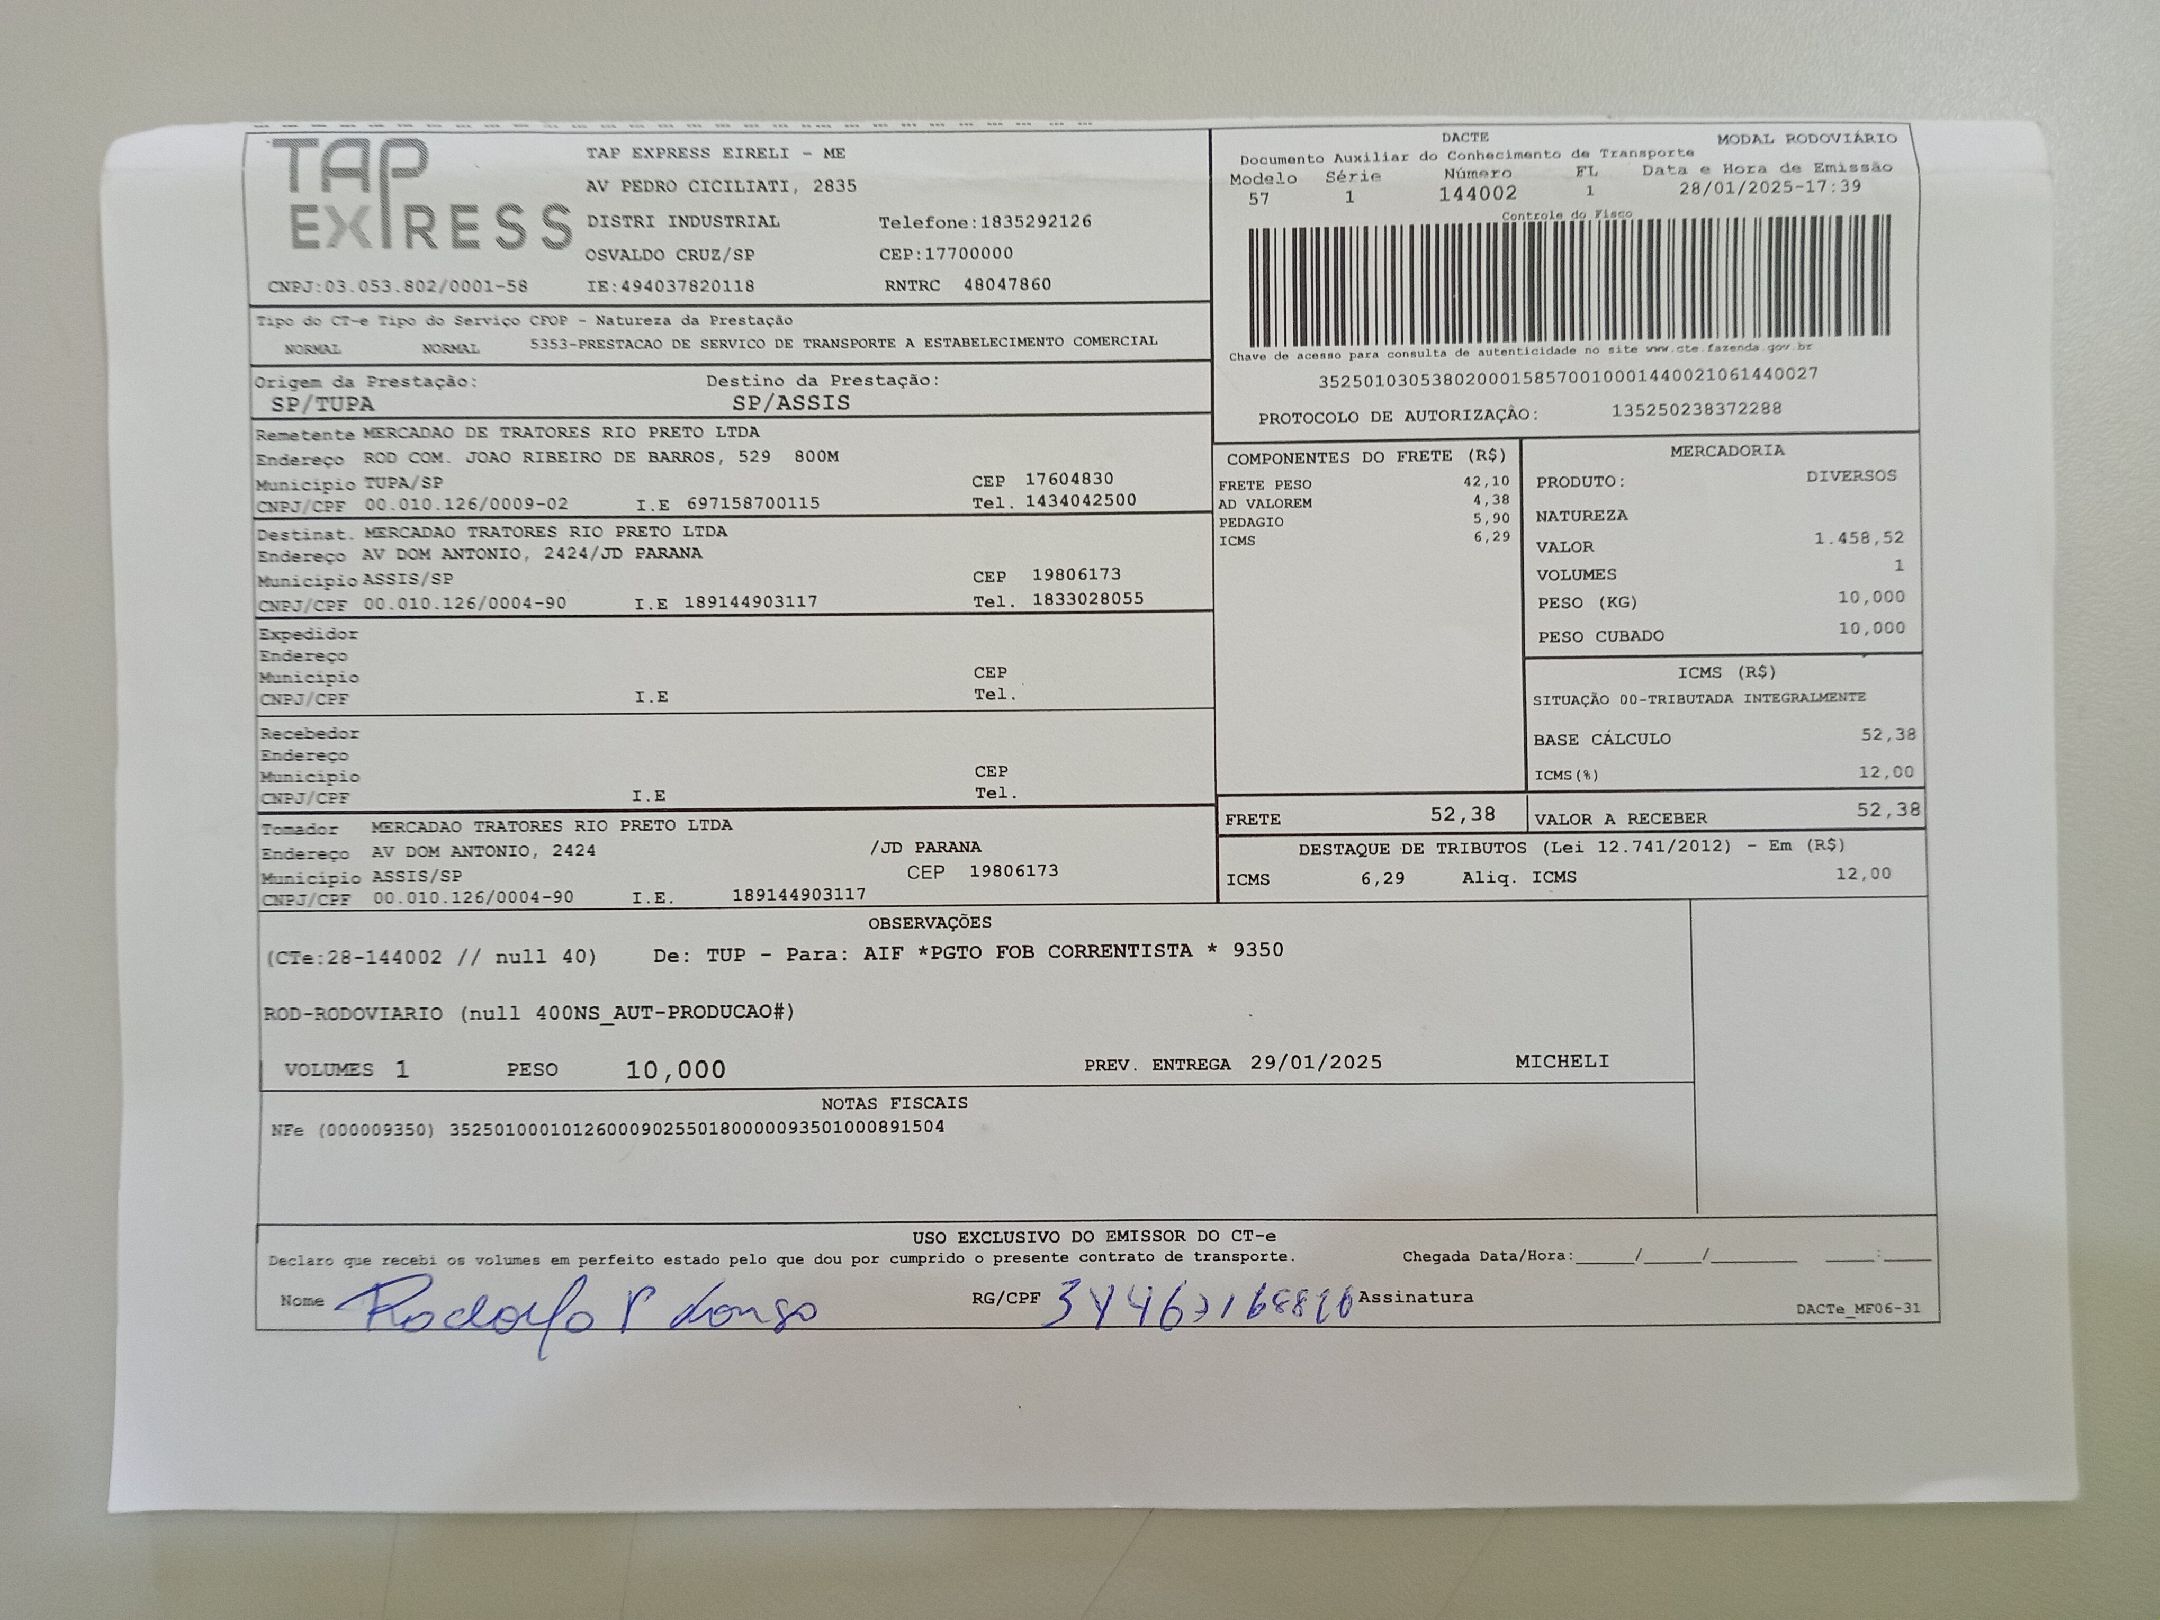 TAP
EXPRESS
TAP EXPRESS EIRELI - ME
AV PEDRO CICILIATI, 2835
DISTRI INDUSTRIAL Telefone:1835292126
OSVALDO CRUZ/SP CEP:17700000
CNPJ:03.053.802/0001-58 IE:494037820118 RNTRC 48047860
DACTE MODAL RODOVIÁRIO
Documento Auxiliar do Conhecimento de Transporte
Modelo Série Número FL Data e Hora de Emissão
57 1 144002 1 28/01/2025-17:39
Controle do Fisco
Chave de acesso para consulta de autenticidade no site www.cte.fazenda.gov.br
35250103053802000158570010001440021061440027
PROTOCOLO DE AUTORIZAÇÃO: 135250238372288
Tipo do CT-e Tipo do Serviço CFOP - Natureza da Prestação
NORMAL NORMAL 5353-PRESTACAO DE SERVICO DE TRANSPORTE A ESTABELECIMENTO COMERCIAL
Origem da Prestação: Destino da Prestação:
SP/TUPA SP/ASSIS
Remetente MERCADAO DE TRATORES RIO PRETO LTDA
Endereço ROD COM. JOAO RIBEIRO DE BARROS, 529 800M
Municipio TUPA/SP CEP 17604830
CNPJ/CPF 00.010.126/0009-02 I.E 697158700115 Tel. 1434042500
Destinat. MERCADAO TRATORES RIO PRETO LTDA
Endereço AV DOM ANTONIO, 2424/JD PARANA
Municipio ASSIS/SP CEP 19806173
CNPJ/CPF 00.010.126/0004-90 I.E 189144903117 Tel. 1833028055
Expedidor
Endereço
Municipio CEP
CNPJ/CPF I.E Tel.
Recebedor
Endereço
Municipio CEP
CNPJ/CPF I.E Tel.
Tomador MERCADAO TRATORES RIO PRETO LTDA
Endereço AV DOM ANTONIO, 2424 /JD PARANA
Municipio ASSIS/SP CEP 19806173
CNPJ/CPF 00.010.126/0004-90 I.E. 189144903117
COMPONENTES DO FRETE (R$)
FRETE PESO 42,10
AD VALOREM 4,38
PEDAGIO 5,90
ICMS 6,29
MERCADORIA
PRODUTO: DIVERSOS
NATUREZA
VALOR 1.458,52
VOLUMES 1
PESO (KG) 10,000
PESO CUBADO 10,000
ICMS (R$)
SITUAÇÃO 00-TRIBUTADA INTEGRALMENTE
BASE CÁLCULO 52,38
ICMS(%) 12,00
FRETE 52,38 VALOR A RECEBER 52,38
DESTAQUE DE TRIBUTOS (Lei 12.741/2012) - Em (R$)
ICMS 6,29 Aliq. ICMS 12,00
OBSERVAÇÕES
(CTe:28-144002 // null 40) De: TUP - Para: AIF *PGTO FOB CORRENTISTA * 9350
ROD-RODOVIARIO (null 400NS_AUT-PRODUCAO#)
VOLUMES 1 PESO 10,000 PREV. ENTREGA 29/01/2025 MICHELI
NOTAS FISCAIS
NFe (000009350) 35250100010126000902550180000093501000891504
USO EXCLUSIVO DO EMISSOR DO CT-e
Declaro que recebi os volumes em perfeito estado pelo que dou por cumprido o presente contrato de transporte. Chegada Data/Hora:____/____/______ ____:____
Nome Rodolfo RG/CPF Assinatura
DACTe_MF06-31